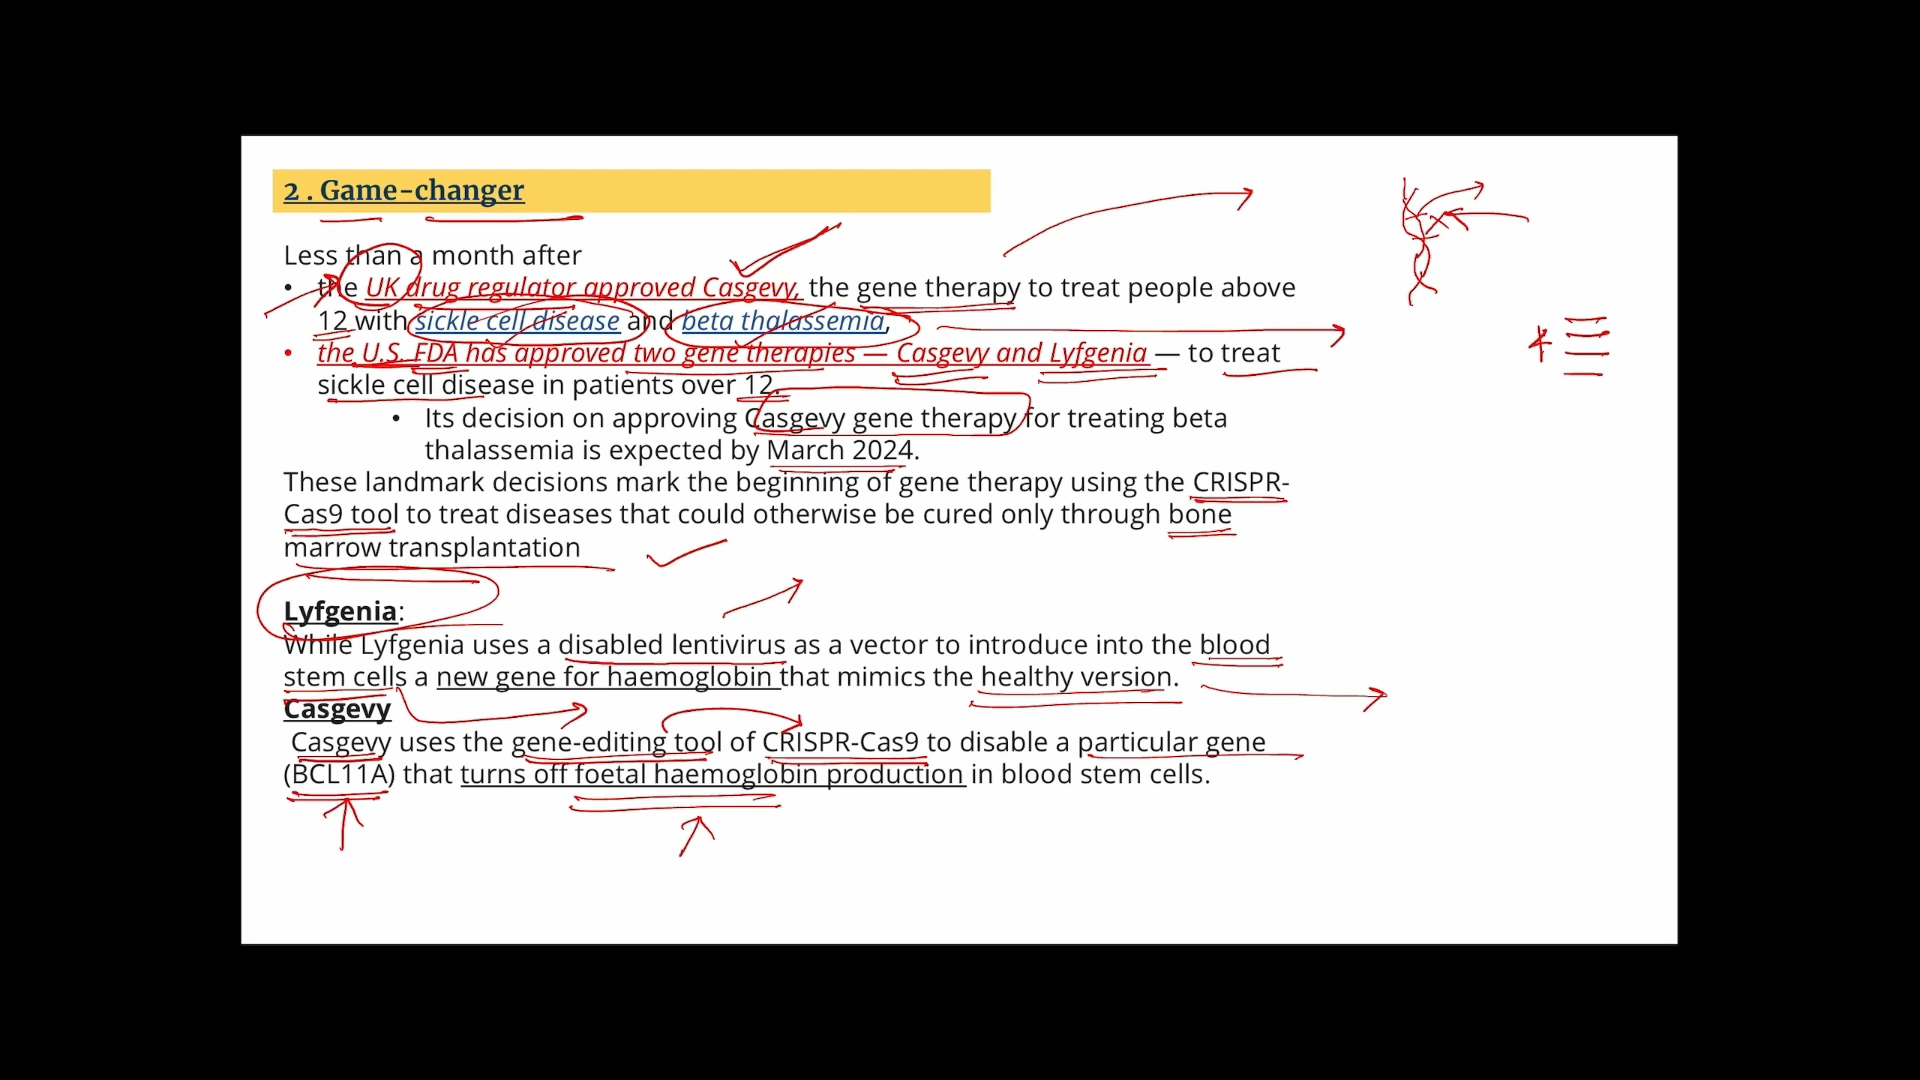 2 . Game-changer
Less than a month after
• the UK drug regulator approved Casgevy, the gene therapy to treat people above
12 with sickle cell disease and beta thalassemia,
• the U.S. FDA has approved two gene therapies — Casgevy and Lyfgenia — to treat
sickle cell disease in patients over 12.
• Its decision on approving Casgevy gene therapy for treating beta
thalassemia is expected by March 2024.
These landmark decisions mark the beginning of gene therapy using the CRISPR-
Cas9 tool to treat diseases that could otherwise be cured only through bone
marrow transplantation
Lyfgenia:
While Lyfgenia uses a disabled lentivirus as a vector to introduce into the blood
stem cells a new gene for haemoglobin that mimics the healthy version.
Casgevy
Casgevy uses the gene-editing tool of CRISPR-Cas9 to disable a particular gene
(BCL11A) that turns off foetal haemoglobin production in blood stem cells.